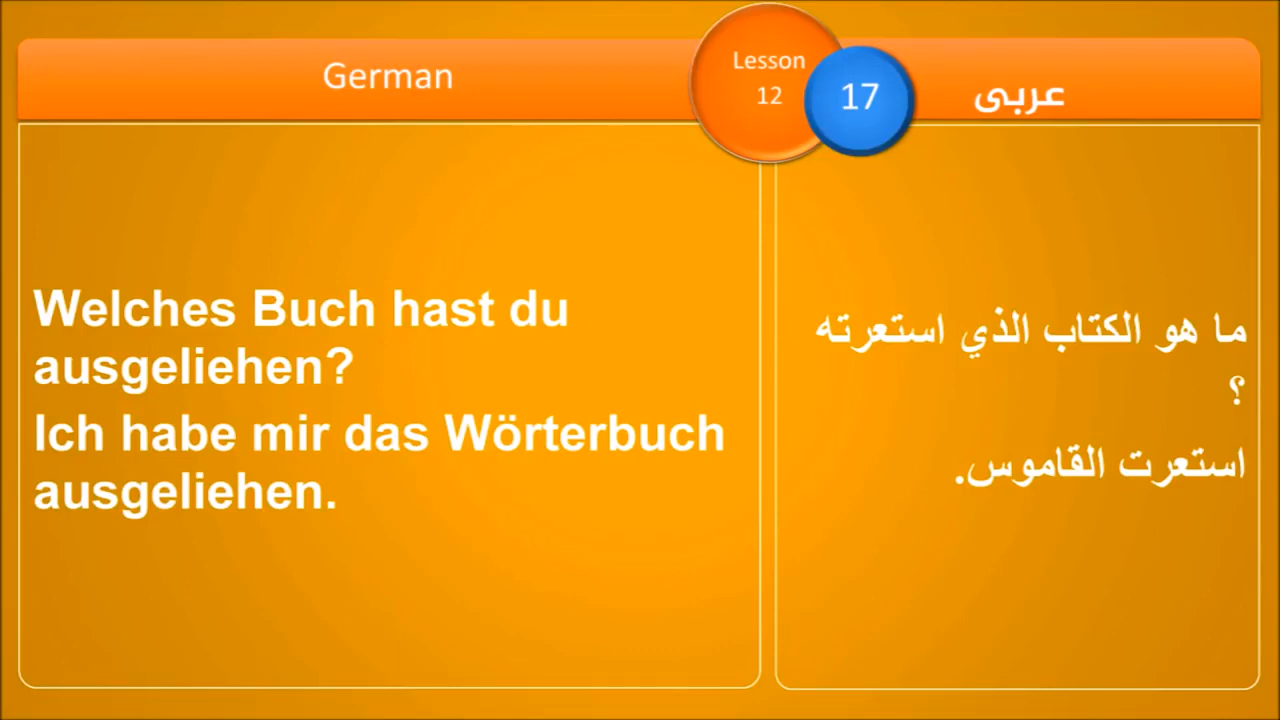 German
Lesson
12
17
عربى
Welches Buch hast du
ausgeliehen?
Ich habe mir das Wörterbuch
ausgeliehen.
ما هو الكتاب الذي استعرته
؟
استعرت القاموس.